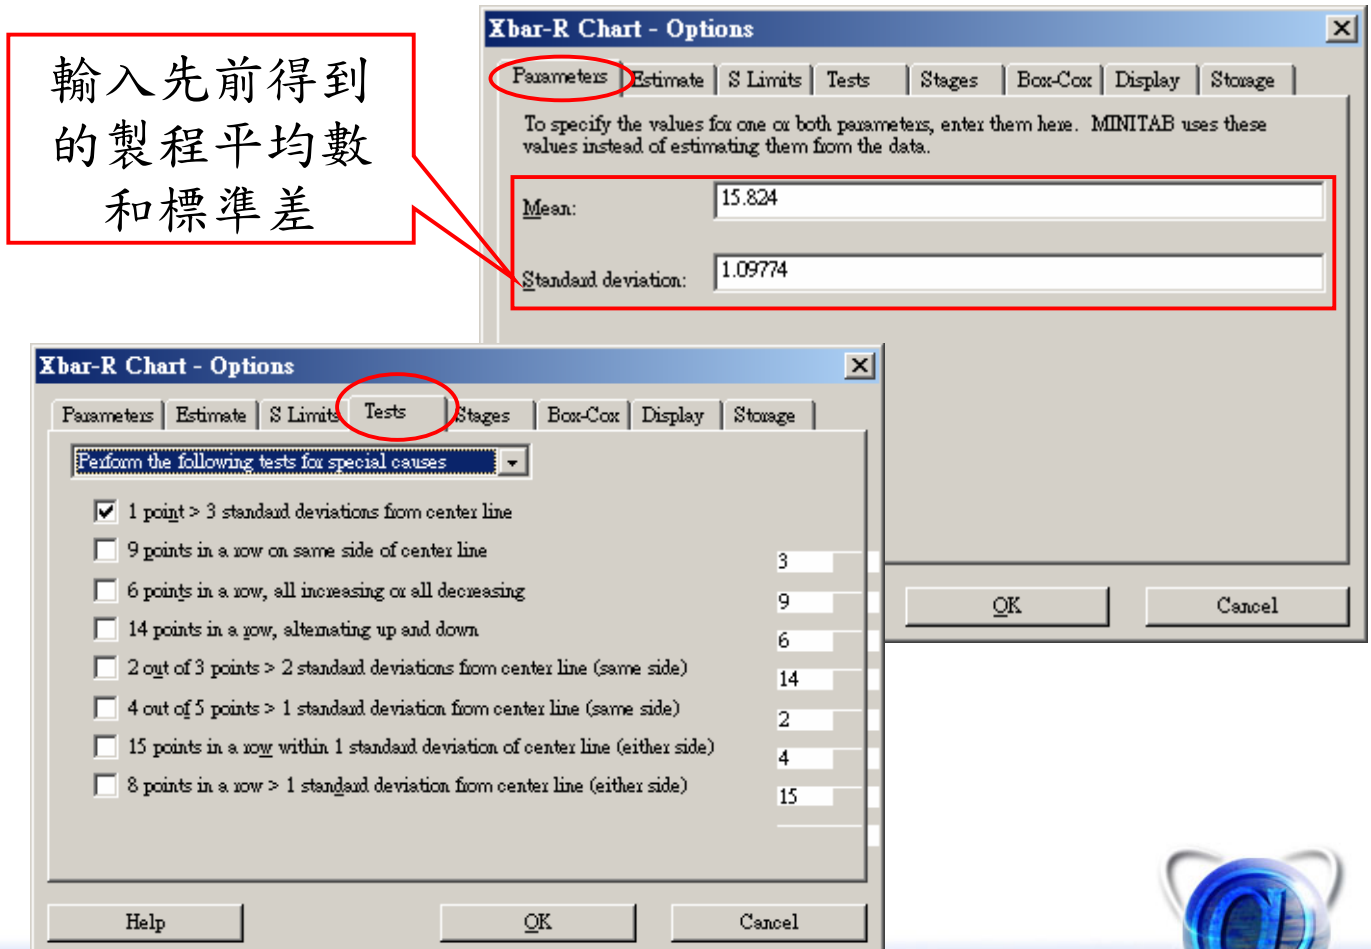 輸入先前得到
的製程平均數
和標準差
Xbar-R Chart - Options
Parameters Estimate S Limits Tests Stages Box-Cox Display Storage
To specify the values for one or both parameters, enter them here. MINITAB uses these
values instead of estimating them from the data.
Mean: 15.824
Standard deviation: 1.09774
OK Cancel
Xbar-R Chart - Options
Parameters Estimate S Limits Tests Stages Box-Cox Display Storage
Perform the following tests for special causes
1 point > 3 standard deviations from center line
9 points in a row on same side of center line
3
6 points in a row, all increasing or all decreasing
9
14 points in a row, alternating up and down
6
2 out of 3 points > 2 standard deviations from center line (same side)
14
4 out of 5 points > 1 standard deviation from center line (same side)
2
15 points in a row within 1 standard deviation of center line (either side)
4
8 points in a row > 1 standard deviation from center line (either side)
15
Help OK Cancel